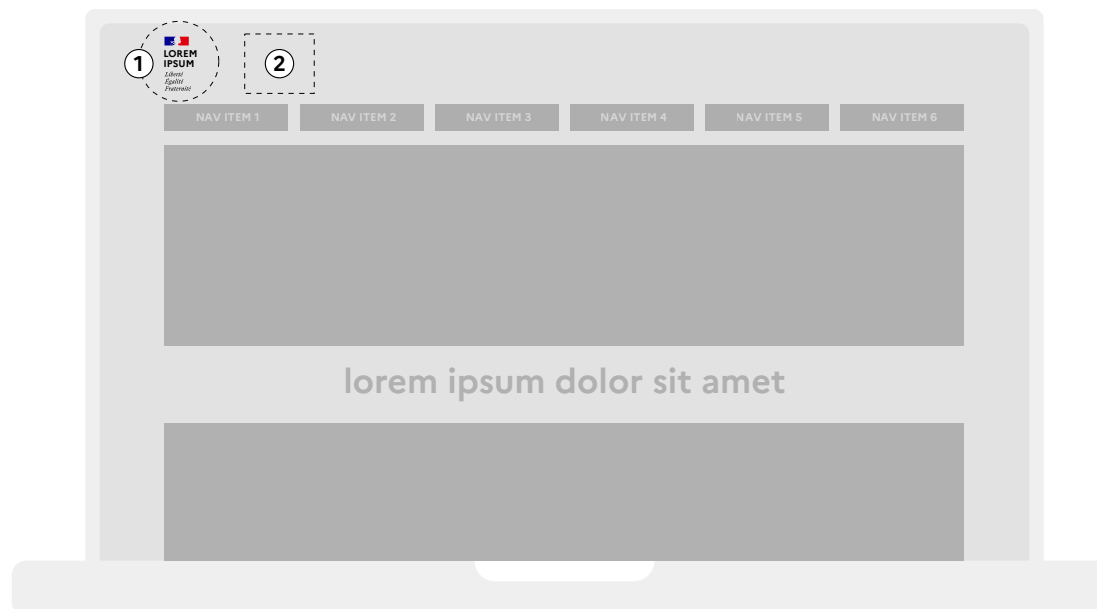 1
LOREM
IPSUM
Liberté
Égalité
Fraternité
2
NAV ITEM 1 NAV ITEM 2 NAV ITEM 3 NAV ITEM 4 NAV ITEM 5 NAV ITEM 6
lorem ipsum dolor sit amet